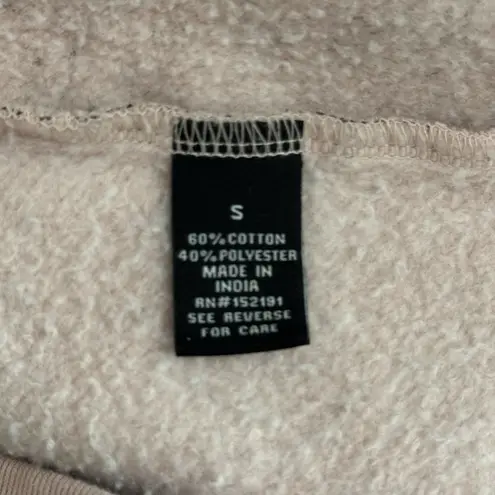 S
60% COTTON
40% POLYESTER
MADE IN
INDIA
RN#152191
SEE REVERSE
FOR CARE